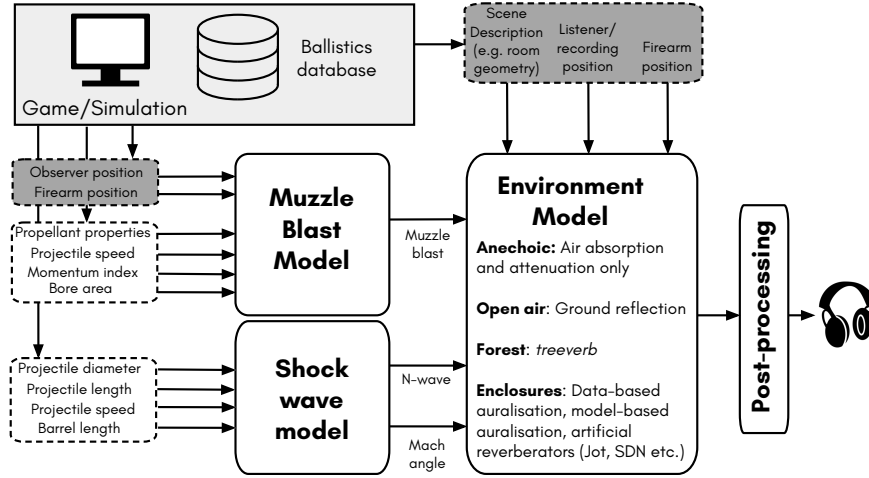 Game/Simulation
Ballistics
database
Scene
Description
(e.g. room
geometry)
Listener/
recording
position
Firearm
position
Observer position
Firearm position
Propellant properties
Projectile speed
Momentum index
Bore area
Muzzle
Blast
Model
Muzzle
blast
Projectile diameter
Projectile length
Projectile speed
Barrel length
Shock
wave
model
N-wave
Mach
angle
Environment
Model
Anechoic: Air absorption
and attenuation only
Open air: Ground reflection
Forest: treeverb
Enclosures: Data-based
auralisation, model-based
auralisation, artificial
reverberators (Jot, SDN etc.)
Post-processing